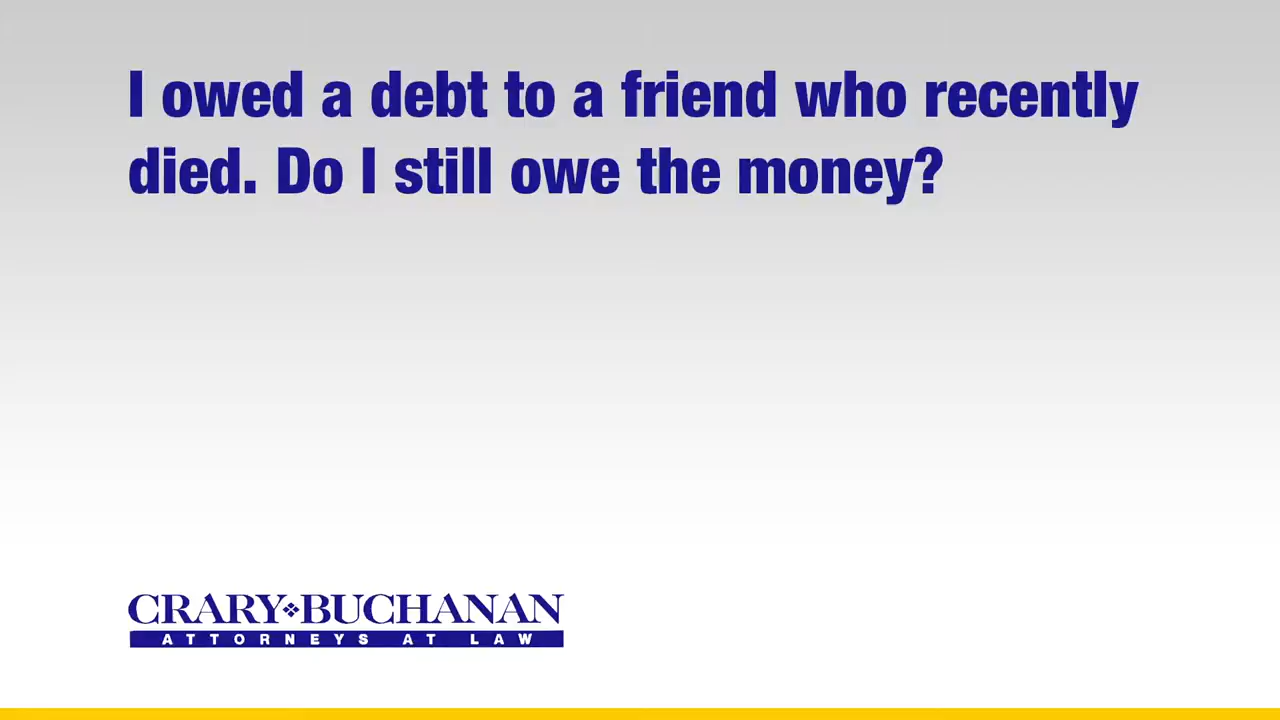 I owed a debt to a friend who recently
died. Do I still owe the money?
CRARY BUCHANAN
ATTORNEYS AT LAW